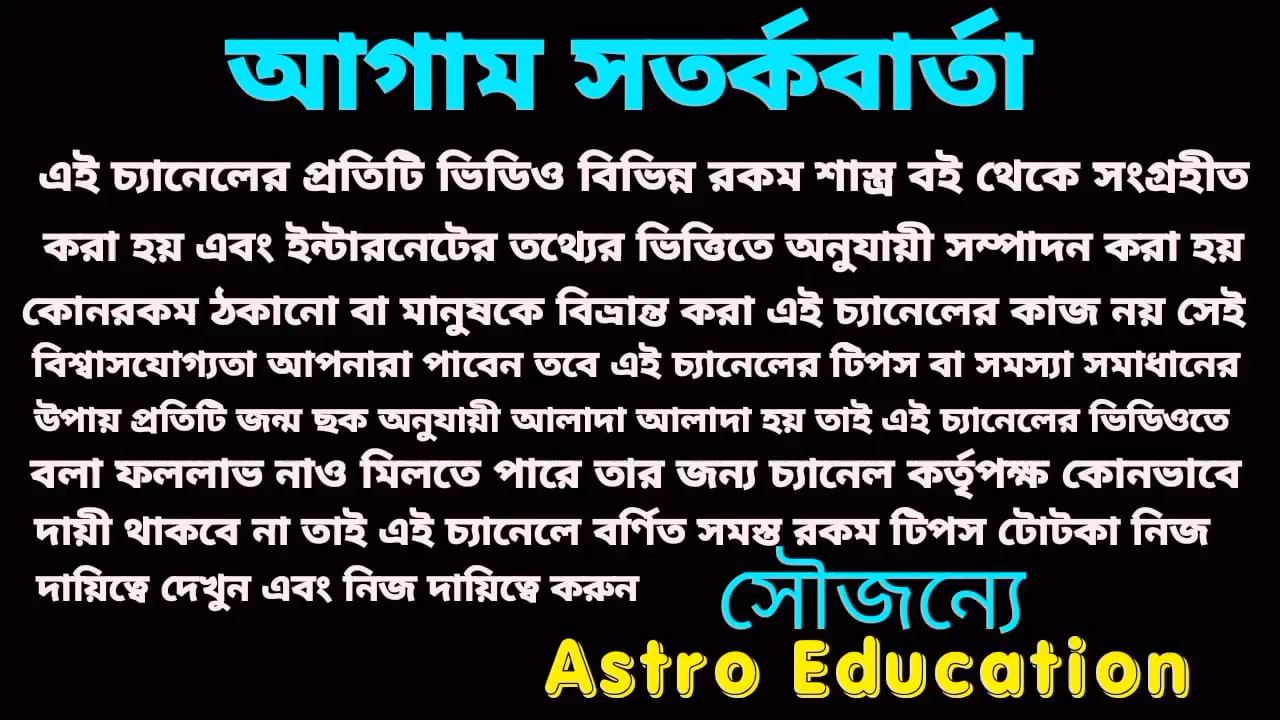 আগাম সতর্কবার্তা
এই চ্যানেলের প্রতিটি ভিডিও বিভিন্ন রকম শাস্ত্র বই থেকে সংগ্রহীত
করা হয় এবং ইন্টারনেটের তথ্যের ভিত্তিতে অনুযায়ী সম্পাদন করা হয়
কোনরকম ঠকানো বা মানুষকে বিভ্রান্ত করা এই চ্যানেলের কাজ নয় সেই
বিশ্বাসযোগ্যতা আপনারা পাবেন তবে এই চ্যানেলের টিপস বা সমস্যা সমাধানের
উপায় প্রতিটি জন্ম ছক অনুযায়ী আলাদা আলাদা হয় তাই এই চ্যানেলের ভিডিওতে
বলা ফললাভ নাও মিলতে পারে তার জন্য চ্যানেল কর্তৃপক্ষ কোনভাবে
দায়ী থাকবে না তাই এই চ্যানেলে বর্ণিত সমস্ত রকম টিপস টোটকা নিজ
দায়িত্বে দেখুন এবং নিজ দায়িত্বে করুন
সৌজন্যে
Astro Education